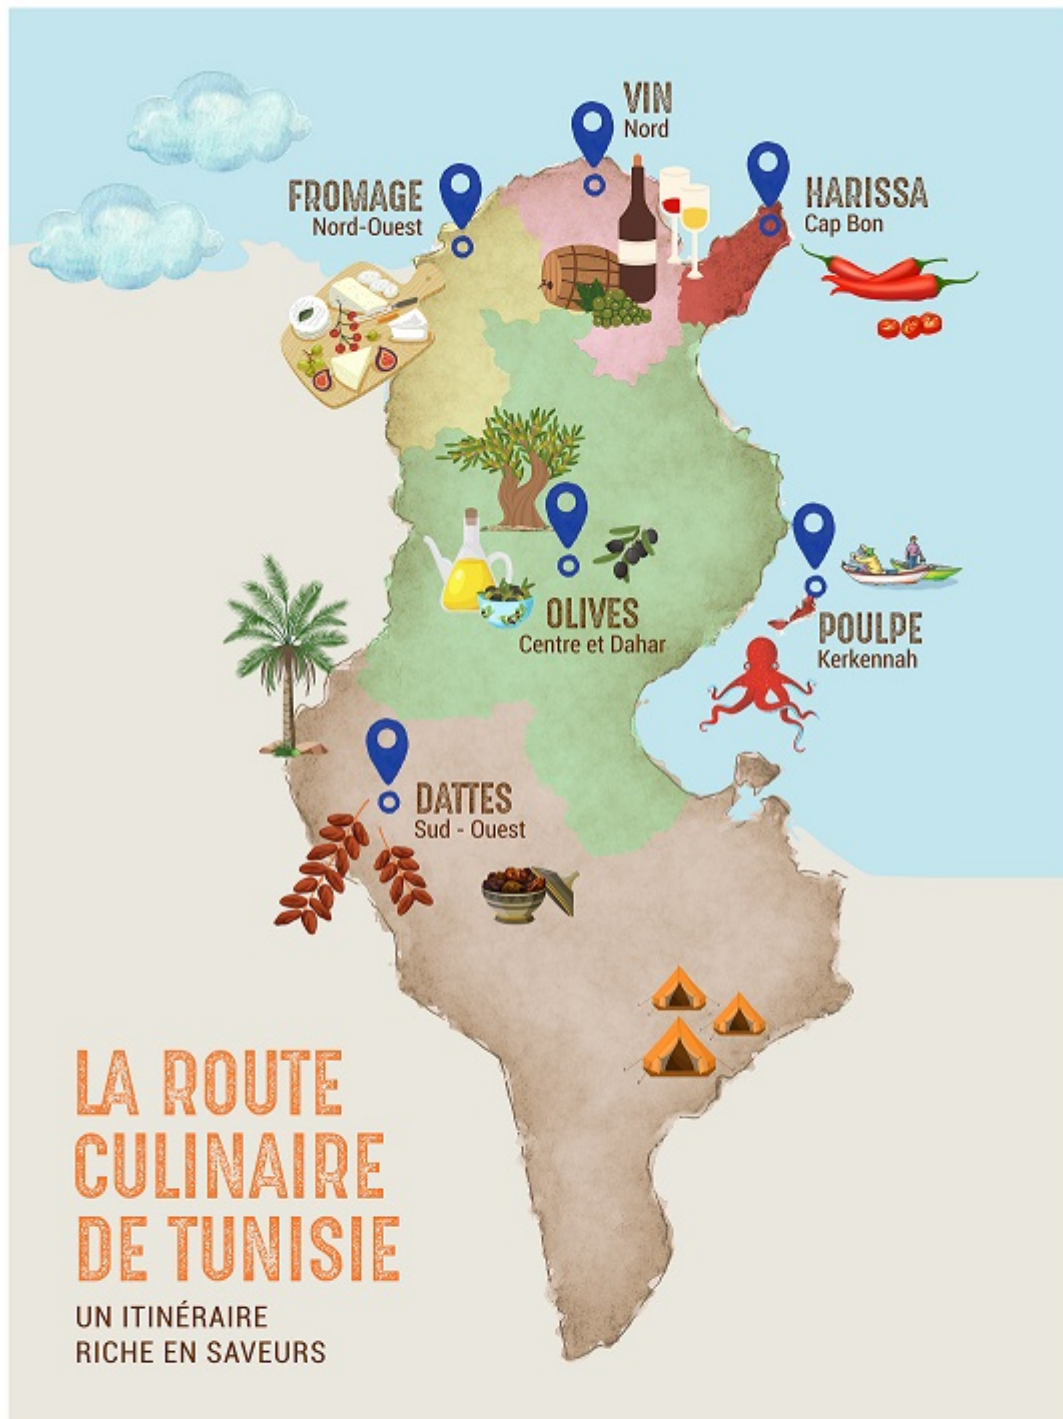 VIN
Nord
FROMAGE
Nord-Ouest
HARISSA
Cap Bon
OLIVES
Centre et Dahar
POULPE
Kerkennah
DATTES
Sud - Ouest
LA ROUTE
CULINAIRE
DE TUNISIE
UN ITINÉRAIRE
RICHE EN SAVEURS